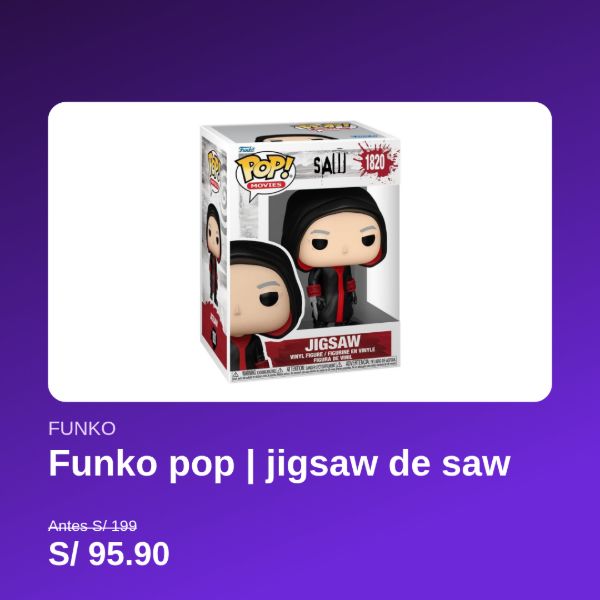 Funko
POP!
MOVIES
SAW
1820
JIGSAW
VINYL FIGURE / FIGURINE EN VINYLE
FIGURA DE VINIL
FUNKO
Funko pop | jigsaw de saw
Antes S/ 199
S/ 95.90